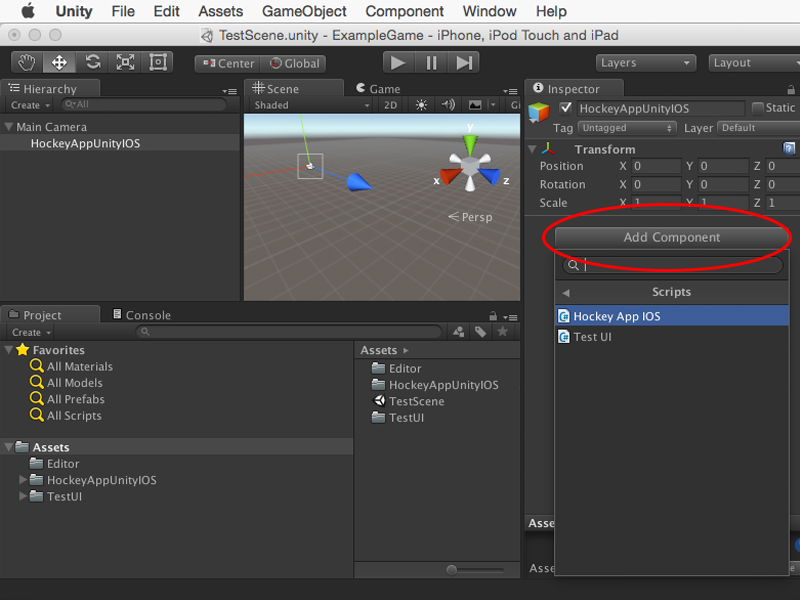 Unity File Edit Assets GameObject Component Window Help
TestScene.unity - ExampleGame - iPhone, iPod Touch and iPad
Center Global Layers Layout
Hierarchy
Create All
Main Camera
HockeyAppUnityIOS
Scene Game
Shaded 2D Gi
y
x z
Persp
Inspector
HockeyAppUnityIOS Static
Tag Untagged Layer Default
Transform
Position X 0 Y 0 Z 0
Rotation X 0 Y 0 Z 0
Scale X 1 Y 1 Z 1
Add Component
Scripts
Hockey App IOS
Test UI
Project Console
Create
Favorites
All Materials
All Models
All Prefabs
All Scripts
Assets
Editor
HockeyAppUnityIOS
TestUI
Assets
Editor
HockeyAppUnityIOS
TestScene
TestUI
Asse
Asse